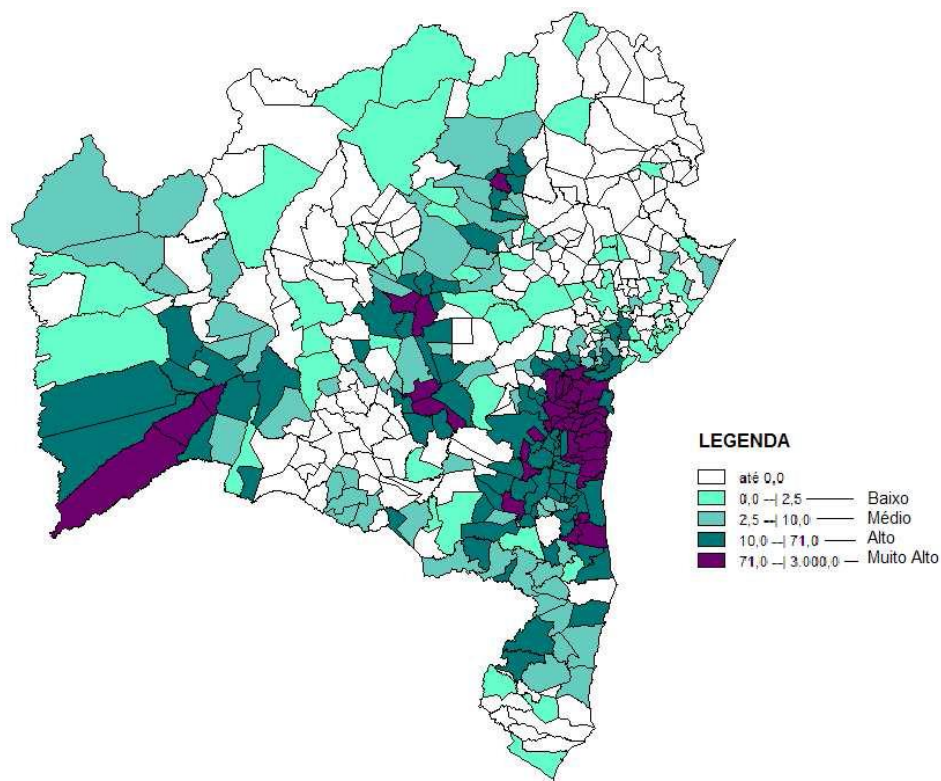 LEGENDA
até 0,0
0,0 --| 2,5 — Baixo
2,5 --| 10,0 — Médio
10,0 --| 71,0 — Alto
71,0 --| 3.000,0 — Muito Alto